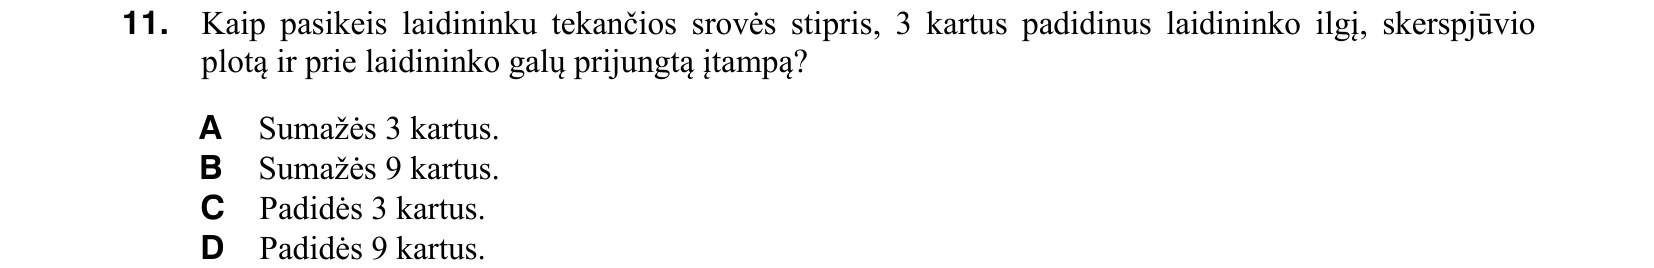 11. Kaip pasikeis laidininku tekančios srovės stipris, 3 kartus padidinus laidininko ilgį, skerspjūvio
plotą ir prie laidininko galų prijungtą įtampą?
A Sumažės 3 kartus.
B Sumažės 9 kartus.
C Padidės 3 kartus.
D Padidės 9 kartus.